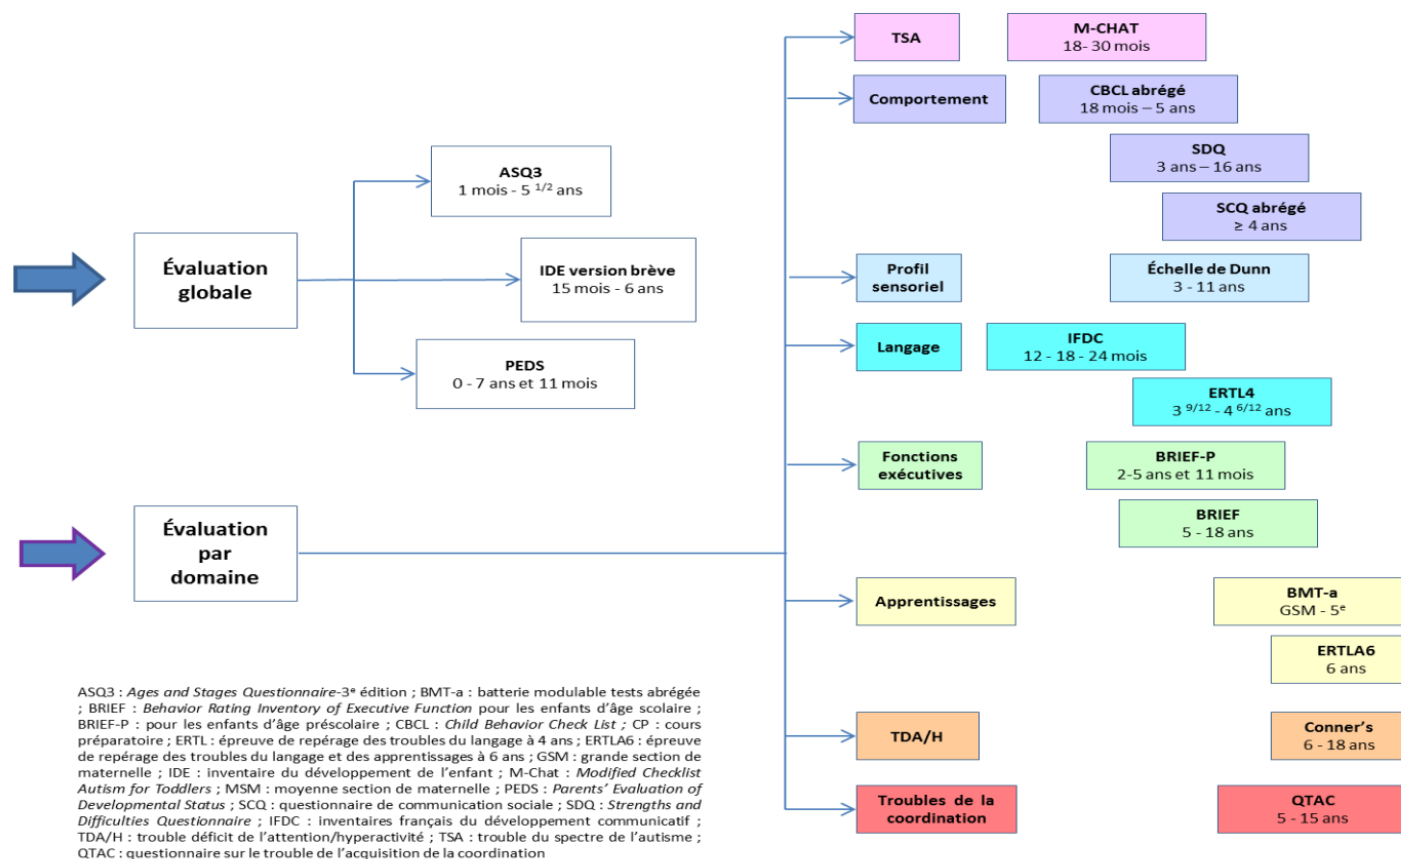 Évaluation
globale
ASQ3
1 mois - 5 1/2 ans
IDE version brève
15 mois - 6 ans
PEDS
0 - 7 ans et 11 mois
Évaluation
par
domaine
TSA
M-CHAT
18- 30 mois
Comportement
CBCL abrégé
18 mois – 5 ans
SDQ
3 ans – 16 ans
SCQ abrégé
≥ 4 ans
Profil
sensoriel
Échelle de Dunn
3 - 11 ans
Langage
IFDC
12 - 18 - 24 mois
ERTL4
3 9/12 - 4 6/12 ans
Fonctions
exécutives
BRIEF-P
2-5 ans et 11 mois
BRIEF
5 - 18 ans
Apprentissages
BMT-a
GSM - 5e
ERTLA6
6 ans
TDA/H
Conner’s
6 - 18 ans
Troubles de la
coordination
QTAC
5 - 15 ans
ASQ3 : Ages and Stages Questionnaire-3e édition ; BMT-a : batterie modulable tests abrégée
; BRIEF : Behavior Rating Inventory of Executive Function pour les enfants d’âge scolaire ;
BRIEF-P : pour les enfants d’âge préscolaire ; CBCL : Child Behavior Check List ; CP : cours
préparatoire ; ERTL : épreuve de repérage des troubles du langage à 4 ans ; ERTLA6 : épreuve
de repérage des troubles du langage et des apprentissages à 6 ans ; GSM : grande section de
maternelle ; IDE : inventaire du développement de l’enfant ; M-Chat : Modified Checklist
Autism for Toddlers ; MSM : moyenne section de maternelle ; PEDS : Parents’ Evaluation of
Developmental Status ; SCQ : questionnaire de communication sociale ; SDQ : Strengths and
Difficulties Questionnaire ; IFDC : inventaires français du développement communicatif ;
TDA/H : trouble déficit de l’attention/hyperactivité ; TSA : trouble du spectre de l’autisme ;
QTAC : questionnaire sur le trouble de l’acquisition de la coordination